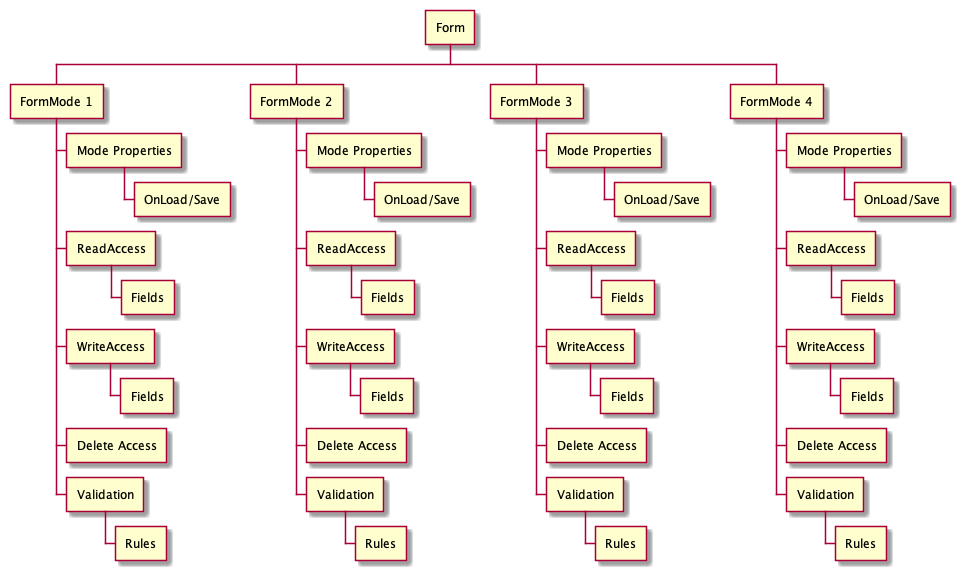 Form
FormMode 1
Mode Properties
OnLoad/Save
ReadAccess
Fields
WriteAccess
Fields
Delete Access
Validation
Rules
FormMode 2
Mode Properties
OnLoad/Save
ReadAccess
Fields
WriteAccess
Fields
Delete Access
Validation
Rules
FormMode 3
Mode Properties
OnLoad/Save
ReadAccess
Fields
WriteAccess
Fields
Delete Access
Validation
Rules
FormMode 4
Mode Properties
OnLoad/Save
ReadAccess
Fields
WriteAccess
Fields
Delete Access
Validation
Rules